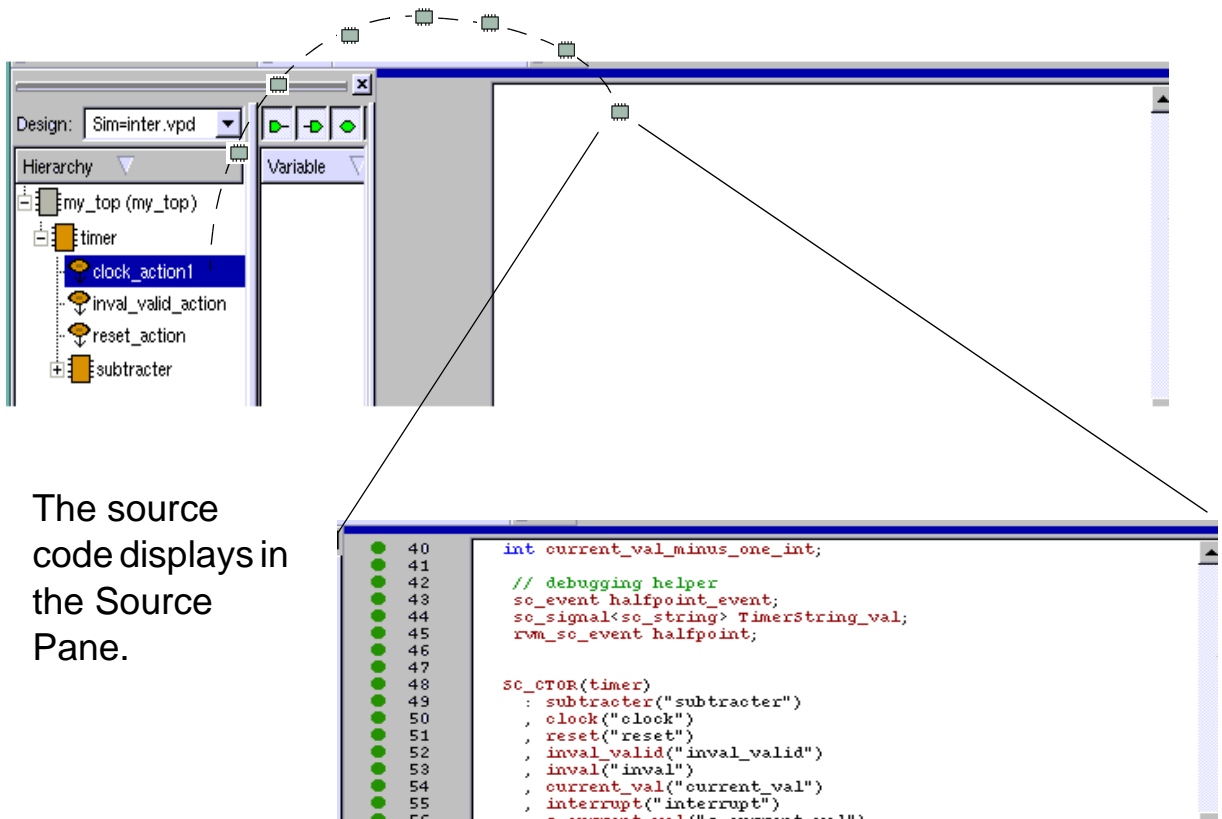 Design: Sim=inter.vpd
Hierarchy Variable
my_top (my_top)
timer
clock_action1
inval_valid_action
reset_action
subtracter
The source
code displays in
the Source
Pane.
40 int current_val_minus_one_int;
41
42 // debugging helper
43 sc_event halfpoint_event;
44 sc_signal<sc_string> TimerString_val;
45 rvm_sc_event halfpoint;
46
47
48 SC_CTOR(timer)
49 : subtracter("subtracter")
50 , clock("clock")
51 , reset("reset")
52 , inval_valid("inval_valid")
53 , inval("inval")
54 , current_val("current_val")
55 , interrupt("interrupt")